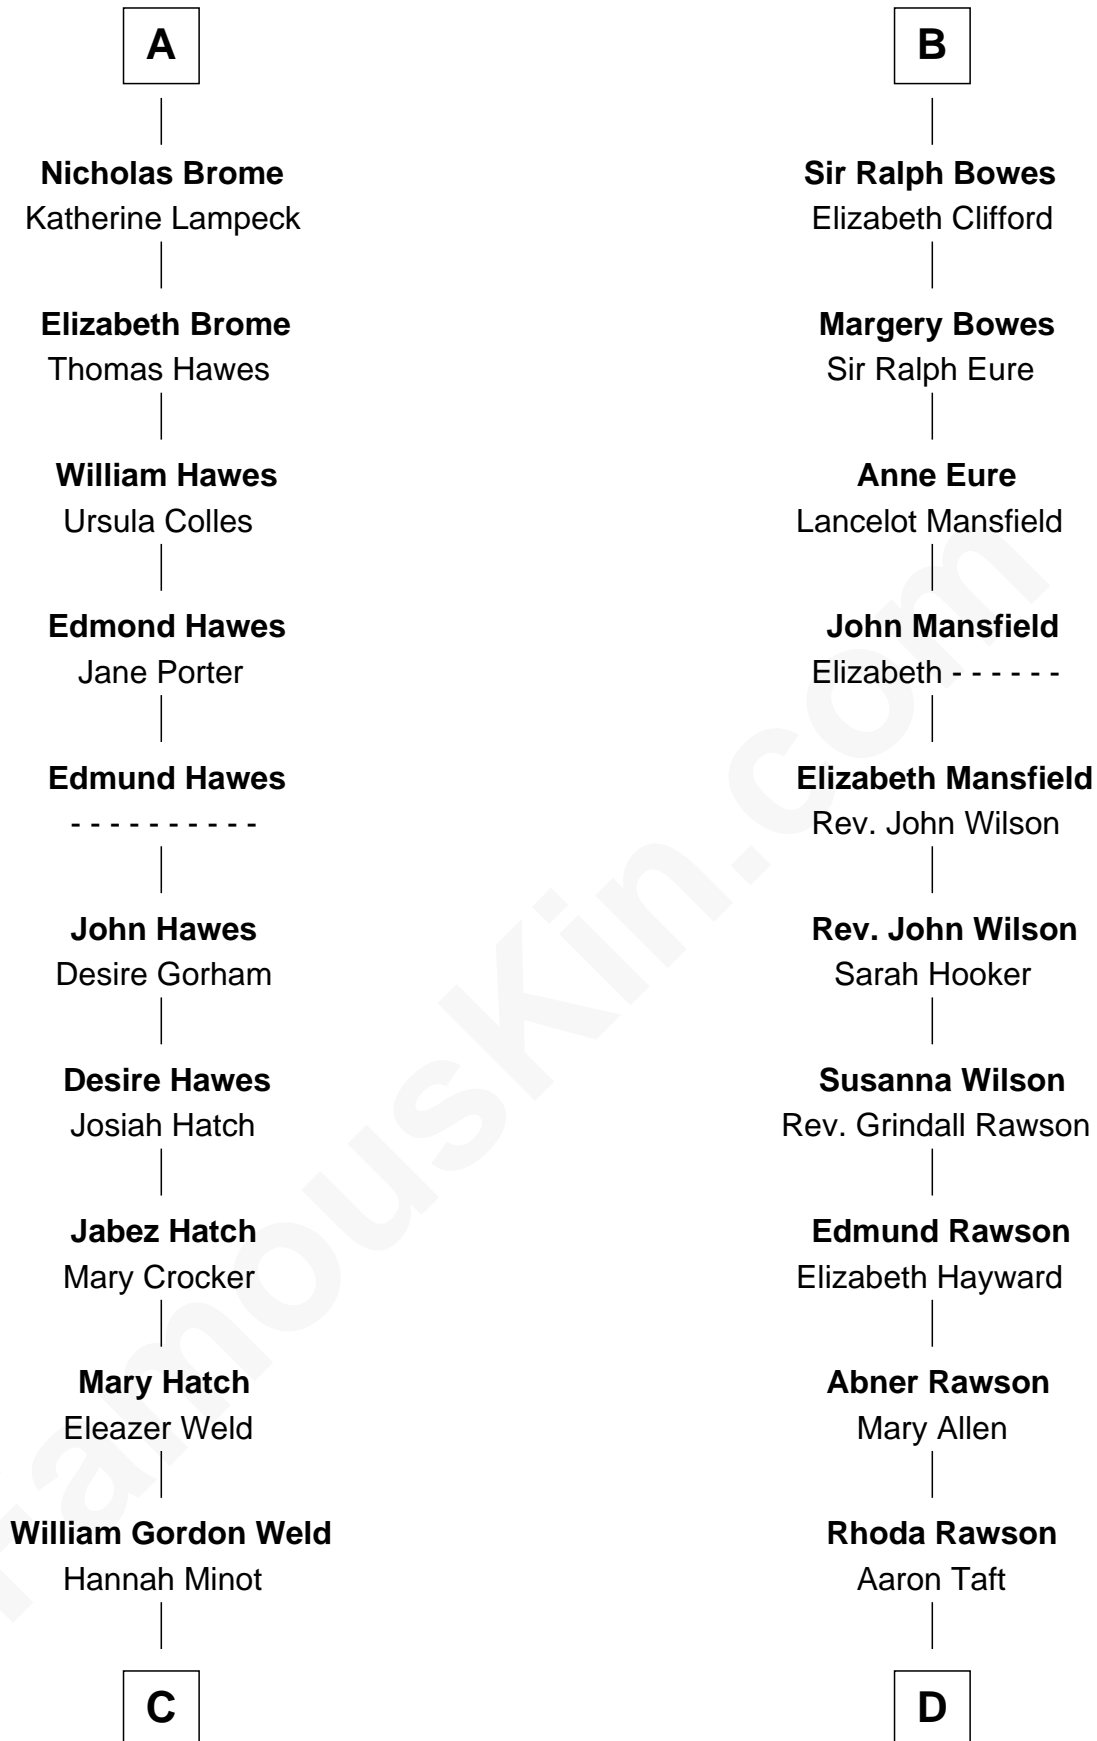 A
Nicholas Brome
Katherine Lampeck
Elizabeth Brome
Thomas Hawes
William Hawes
Ursula Colles
Edmond Hawes
Jane Porter
Edmund Hawes
- - - - - - - - - -
John Hawes
Desire Gorham
Desire Hawes
Josiah Hatch
Jabez Hatch
Mary Crocker
Mary Hatch
Eleazer Weld
William Gordon Weld
Hannah Minot
C
B
Sir Ralph Bowes
Elizabeth Clifford
Margery Bowes
Sir Ralph Eure
Anne Eure
Lancelot Mansfield
John Mansfield
Elizabeth - - - - - -
Elizabeth Mansfield
Rev. John Wilson
Rev. John Wilson
Sarah Hooker
Susanna Wilson
Rev. Grindall Rawson
Edmund Rawson
Elizabeth Hayward
Abner Rawson
Mary Allen
Rhoda Rawson
Aaron Taft
D
FamousKin.com